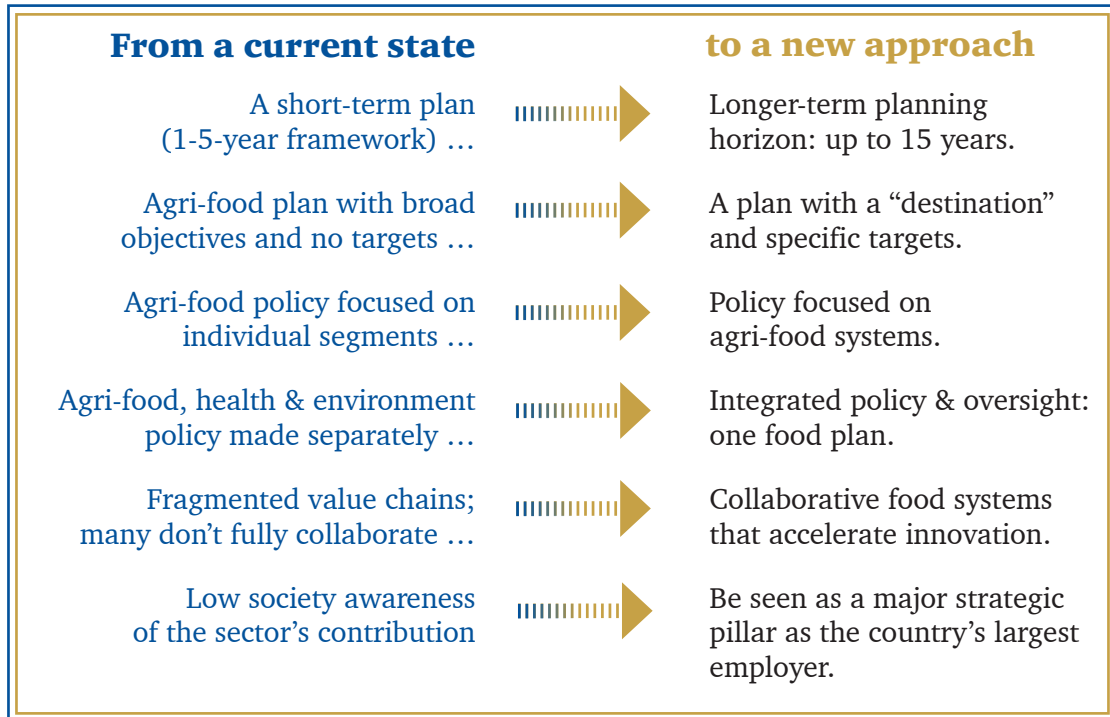 From a current state
to a new approach
A short-term plan
(1-5-year framework) …
Longer-term planning
horizon: up to 15 years.
Agri-food plan with broad
objectives and no targets …
A plan with a “destination”
and specific targets.
Agri-food policy focused on
individual segments …
Policy focused on
agri-food systems.
Agri-food, health & environment
policy made separately …
Integrated policy & oversight:
one food plan.
Fragmented value chains;
many don’t fully collaborate …
Collaborative food systems
that accelerate innovation.
Low society awareness
of the sector’s contribution
Be seen as a major strategic
pillar as the country’s largest
employer.